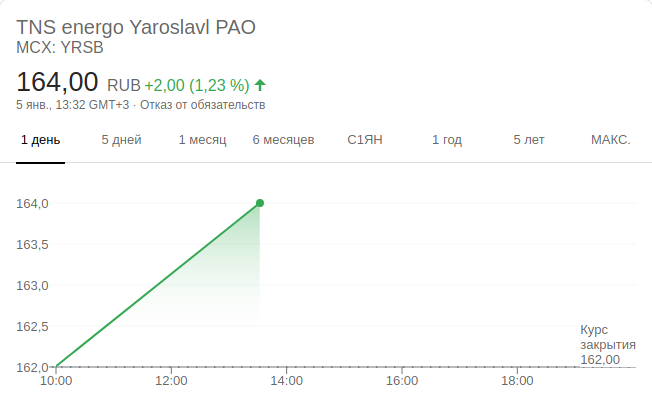 TNS energo Yaroslavl PAO
MCX: YRSB
164,00 RUB +2,00 (1,23 %)
5 янв., 13:32 GMT+3 · Отказ от обязательств
1 день 5 дней 1 месяц 6 месяцев С1ЯН 1 год 5 лет МАКС.
164,0
163,5
163,0
162,5
Курс
закрытия
162,00
162,0
10:00 12:00 14:00 16:00 18:00